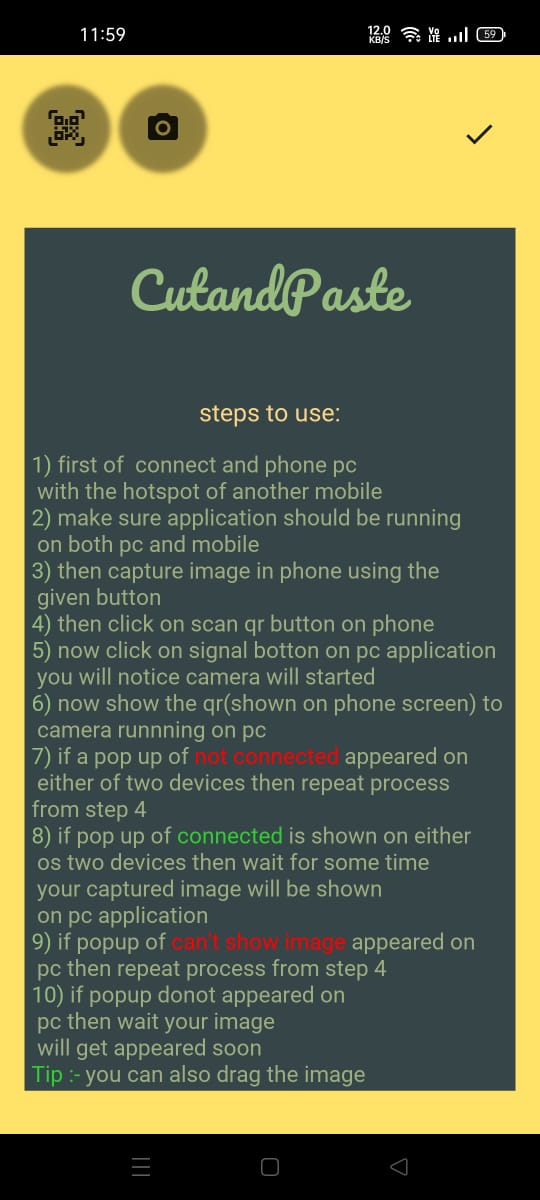 11:59
12.0
KB/S
Vo
LTE
59
CutandPaste
steps to use:
1) first of  connect and phone pc
with the hotspot of another mobile
2) make sure application should be running
on both pc and mobile
3) then capture image in phone using the
given button
4) then click on scan qr button on phone
5) now click on signal botton on pc application
you will notice camera will started
6) now show the qr(shown on phone screen) to
camera runnning on pc
7) if a pop up of not connected appeared on
either of two devices then repeat process
from step 4
8) if pop up of connected is shown on either
os two devices then wait for some time
your captured image will be shown
on pc application
9) if popup of can't show image appeared on
pc then repeat process from step 4
10) if popup donot appeared on
pc then wait your image
will get appeared soon
Tip :- you can also drag the image